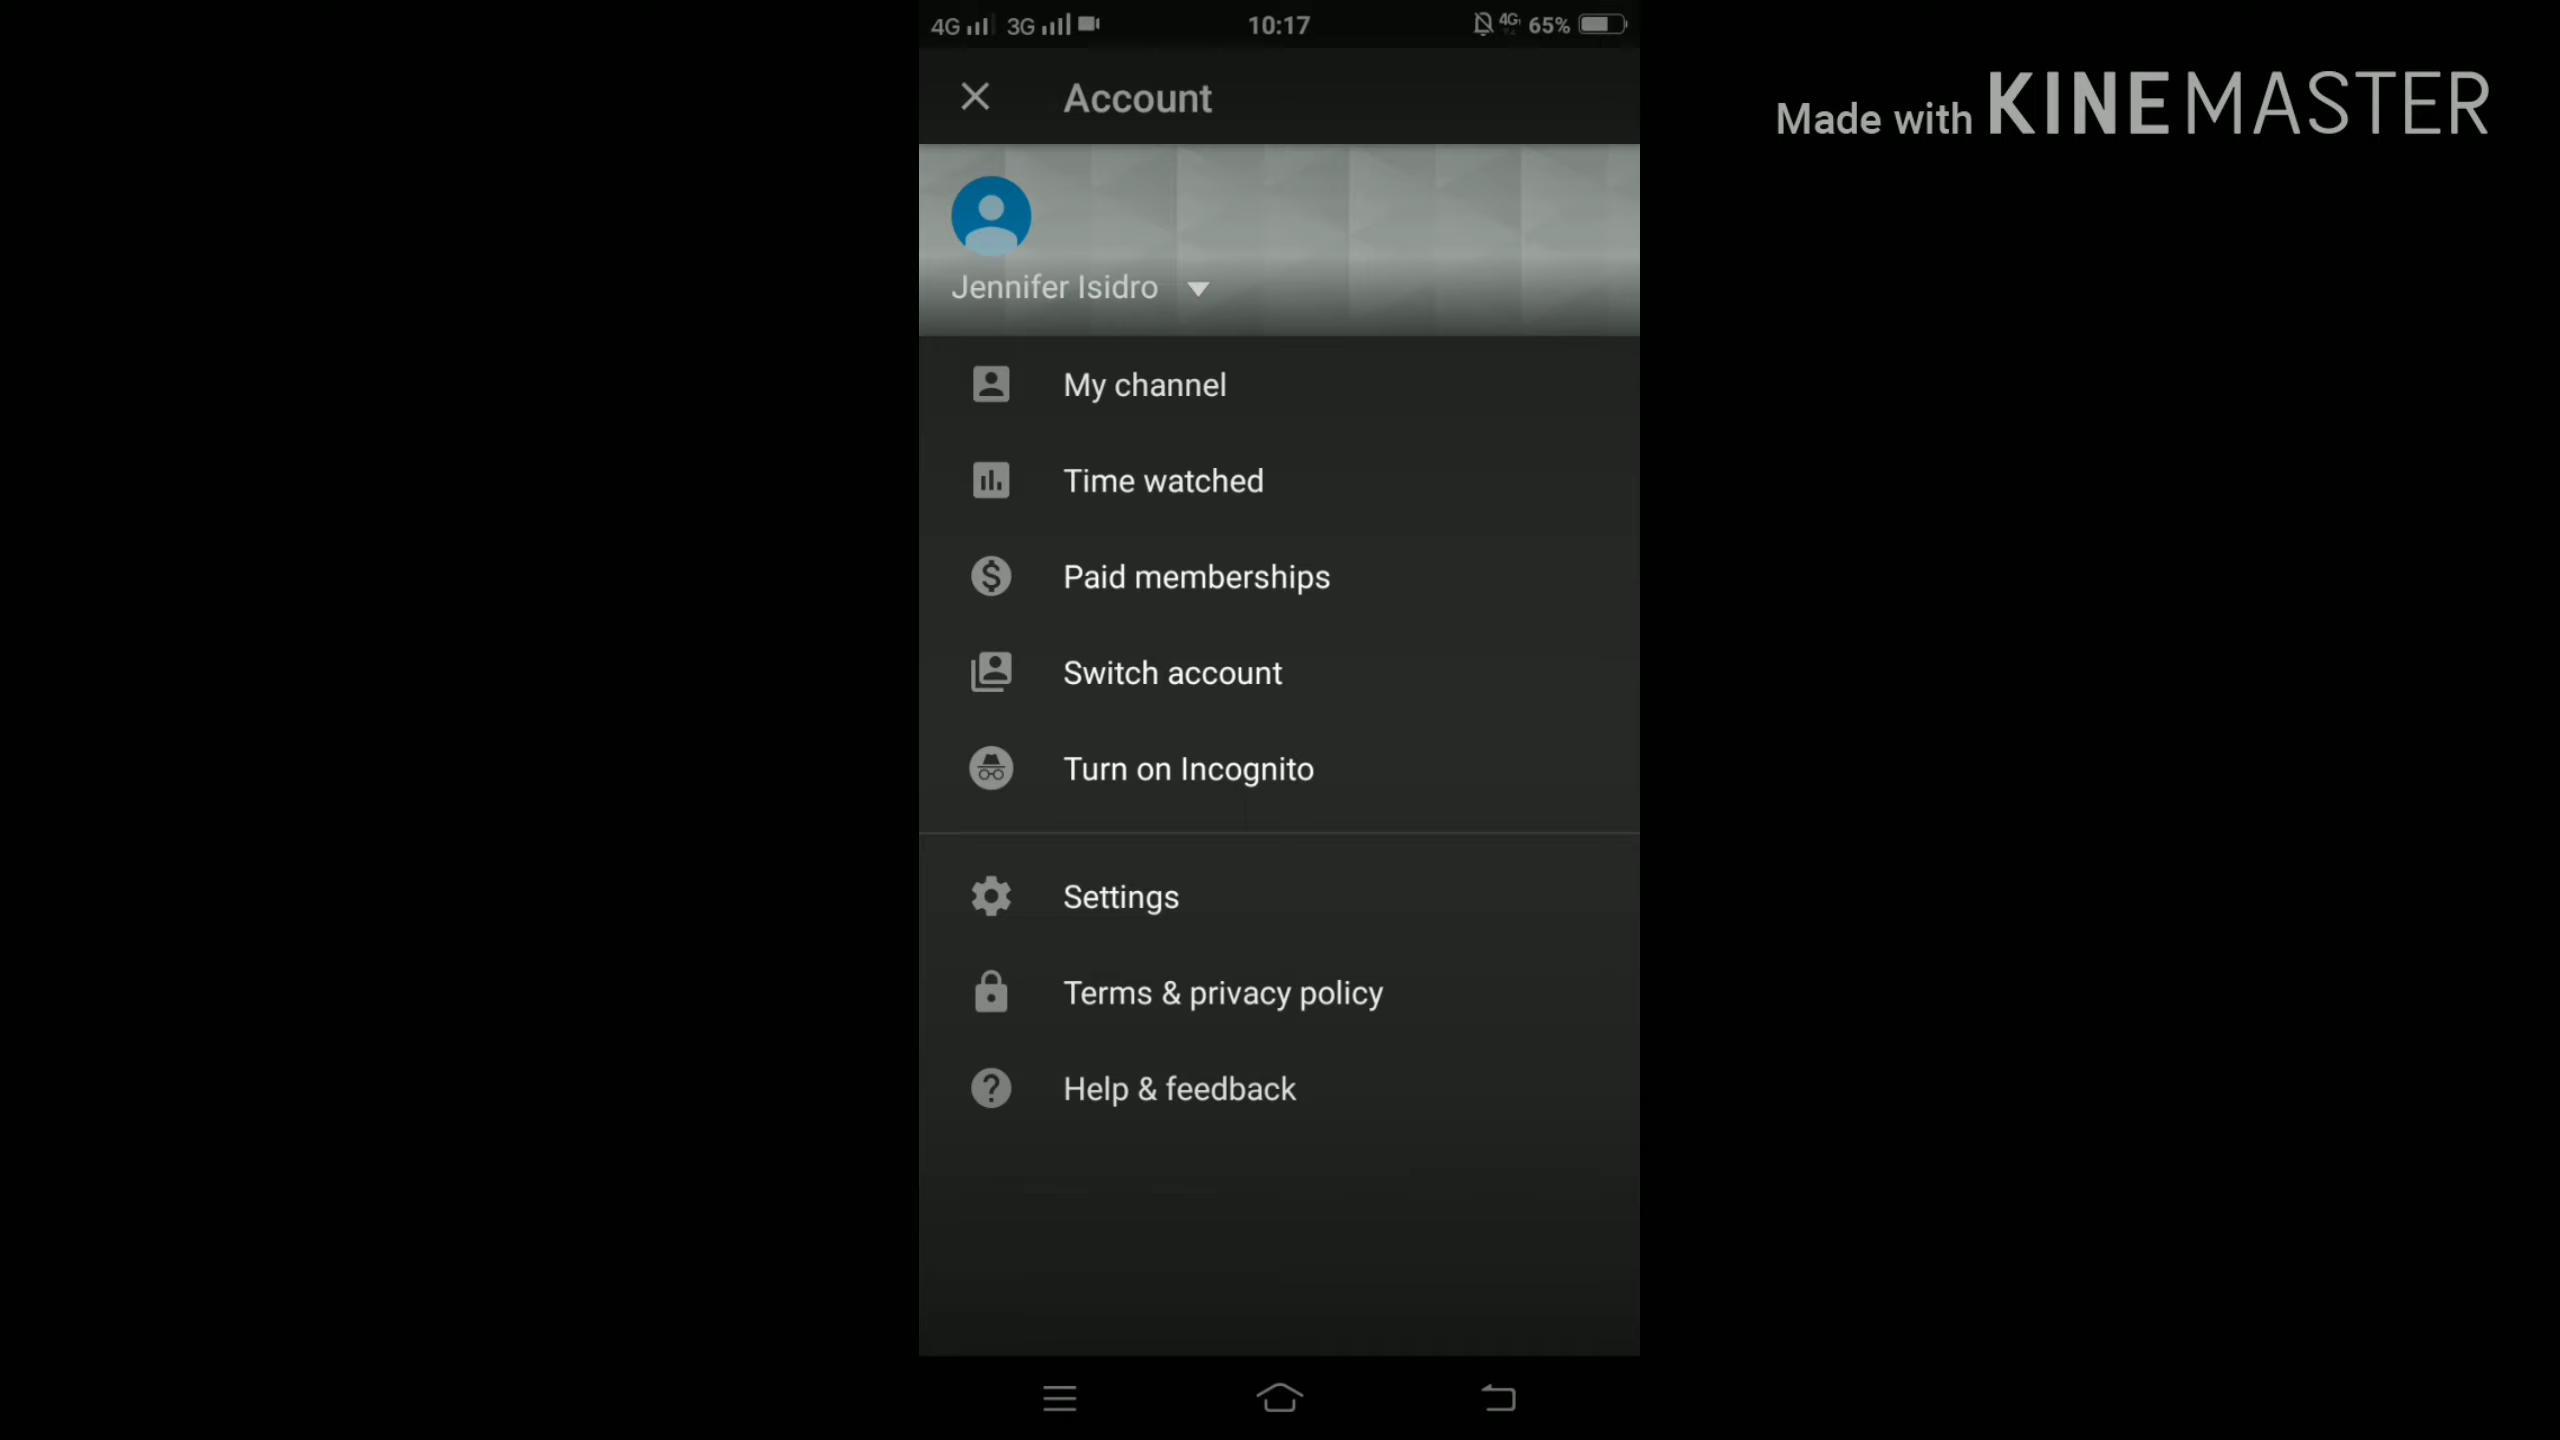 4G 3G 10:17 4G 65%
Made with KINEMASTER
Account
Jennifer Isidro
My channel
Time watched
Paid memberships
Switch account
Turn on Incognito
Settings
Terms & privacy policy
Help & feedback